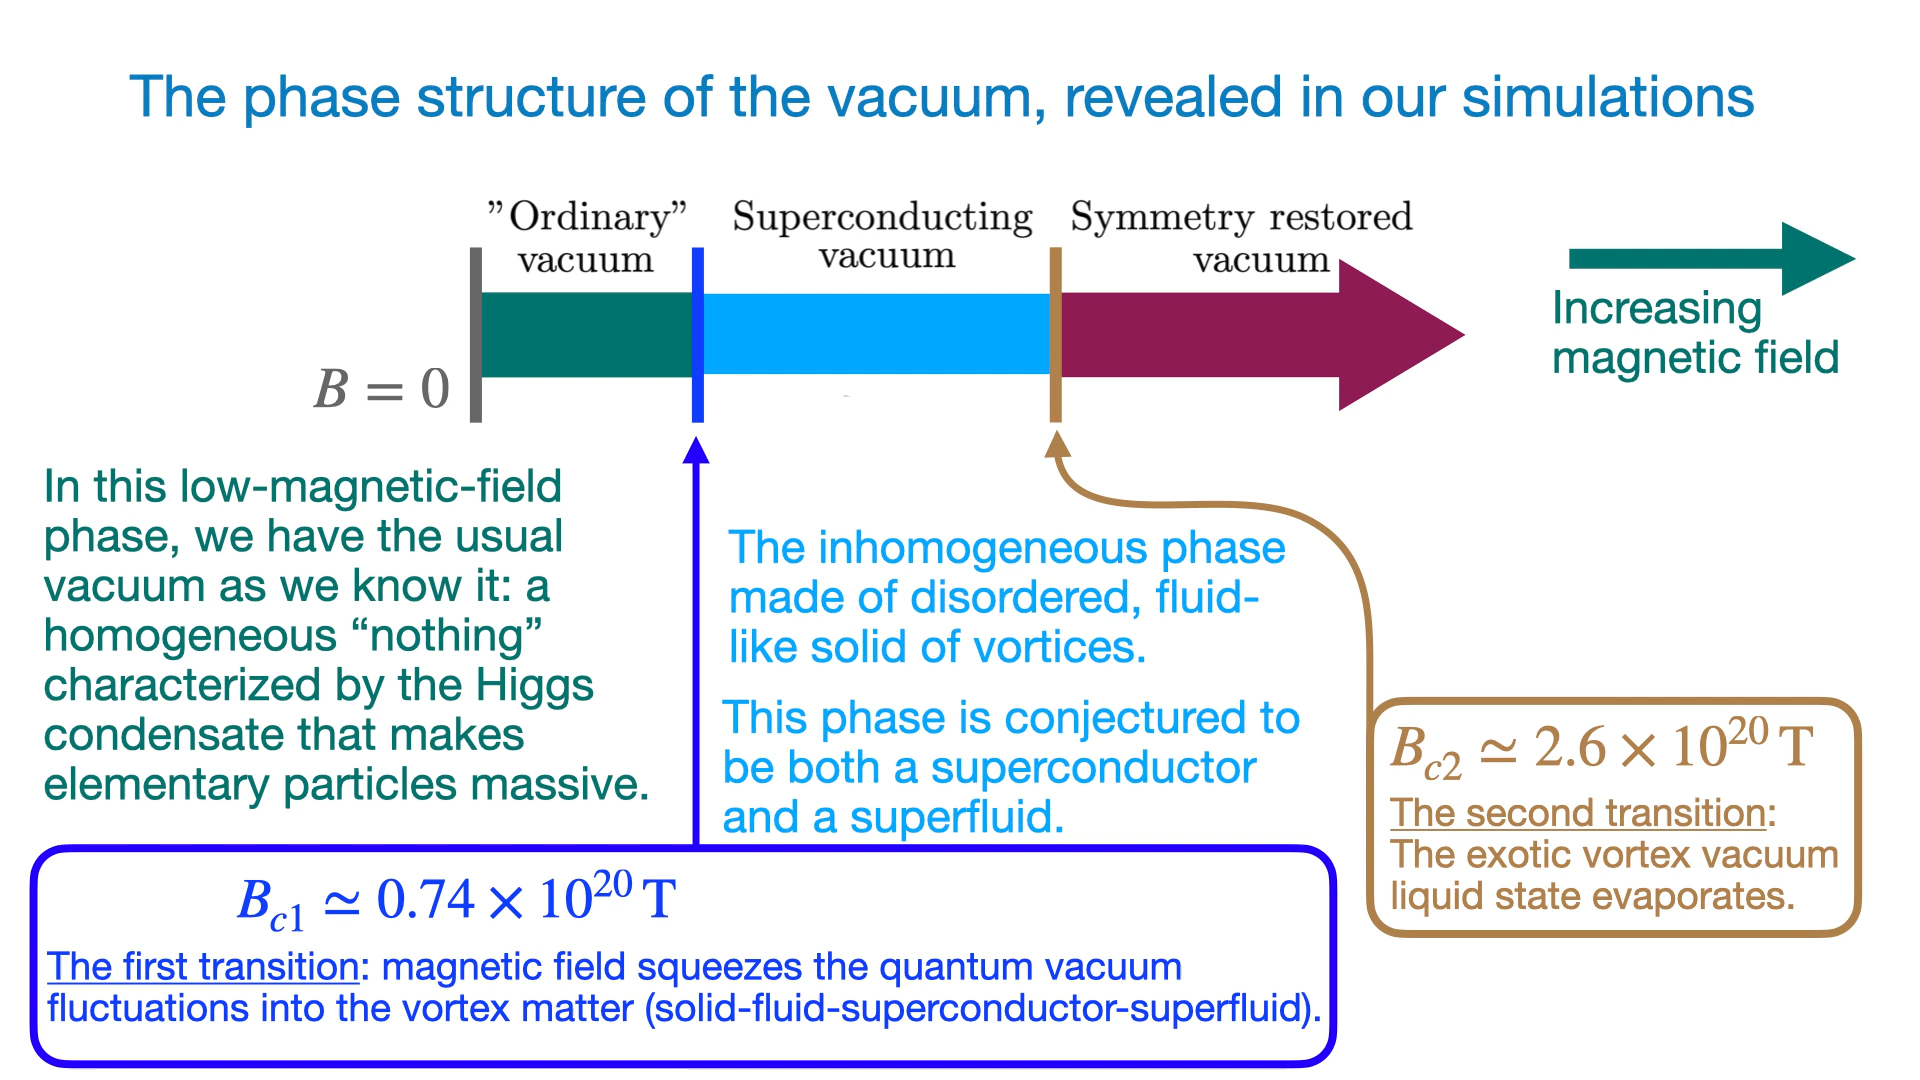 The phase structure of the vacuum, revealed in our simulations
"Ordinary"
vacuum
Superconducting
vacuum
Symmetry restored
vacuum
Increasing
magnetic field
B = 0
In this low-magnetic-field
phase, we have the usual
vacuum as we know it: a
homogeneous “nothing”
characterized by the Higgs
condensate that makes
elementary particles massive.
The inhomogeneous phase
made of disordered, fluid-
like solid of vortices.
This phase is conjectured to
be both a superconductor
and a superfluid.
B_{c2} ≃ 2.6 × 10^{20} T
The second transition:
The exotic vortex vacuum
liquid state evaporates.
B_{c1} ≃ 0.74 × 10^{20} T
The first transition: magnetic field squeezes the quantum vacuum
fluctuations into the vortex matter (solid-fluid-superconductor-superfluid).